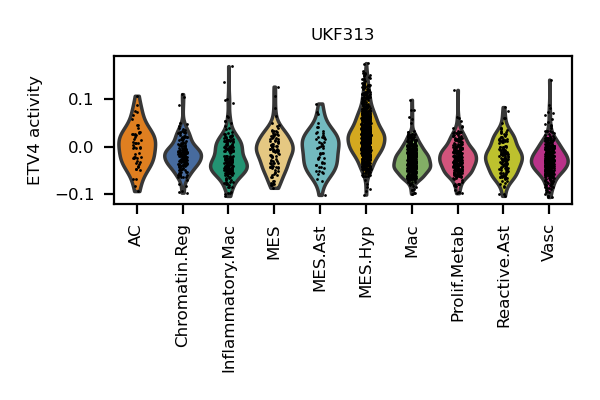 UKF313
ETV4 activity
0.1
0.0
−0.1
AC
Chromatin.Reg
Inflammatory.Mac
MES
MES.Ast
MES.Hyp
Mac
Prolif.Metab
Reactive.Ast
Vasc